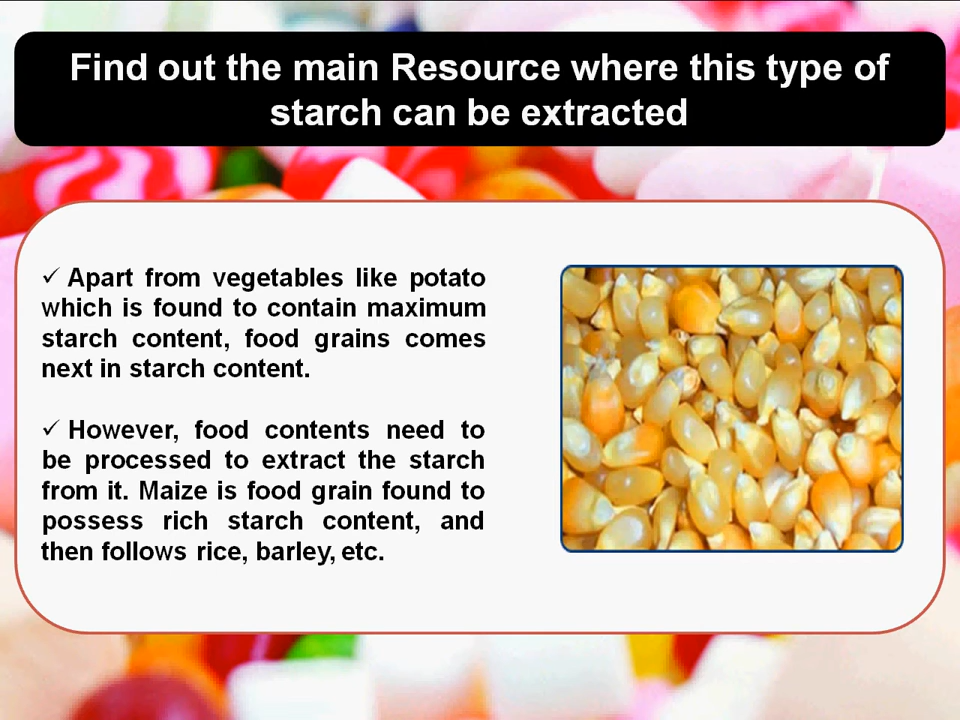 Find out the main Resource where this type of
starch can be extracted
✓ Apart from vegetables like potato
which is found to contain maximum
starch content, food grains comes
next in starch content.
✓ However, food contents need to
be processed to extract the starch
from it. Maize is food grain found to
possess rich starch content, and
then follows rice, barley, etc.